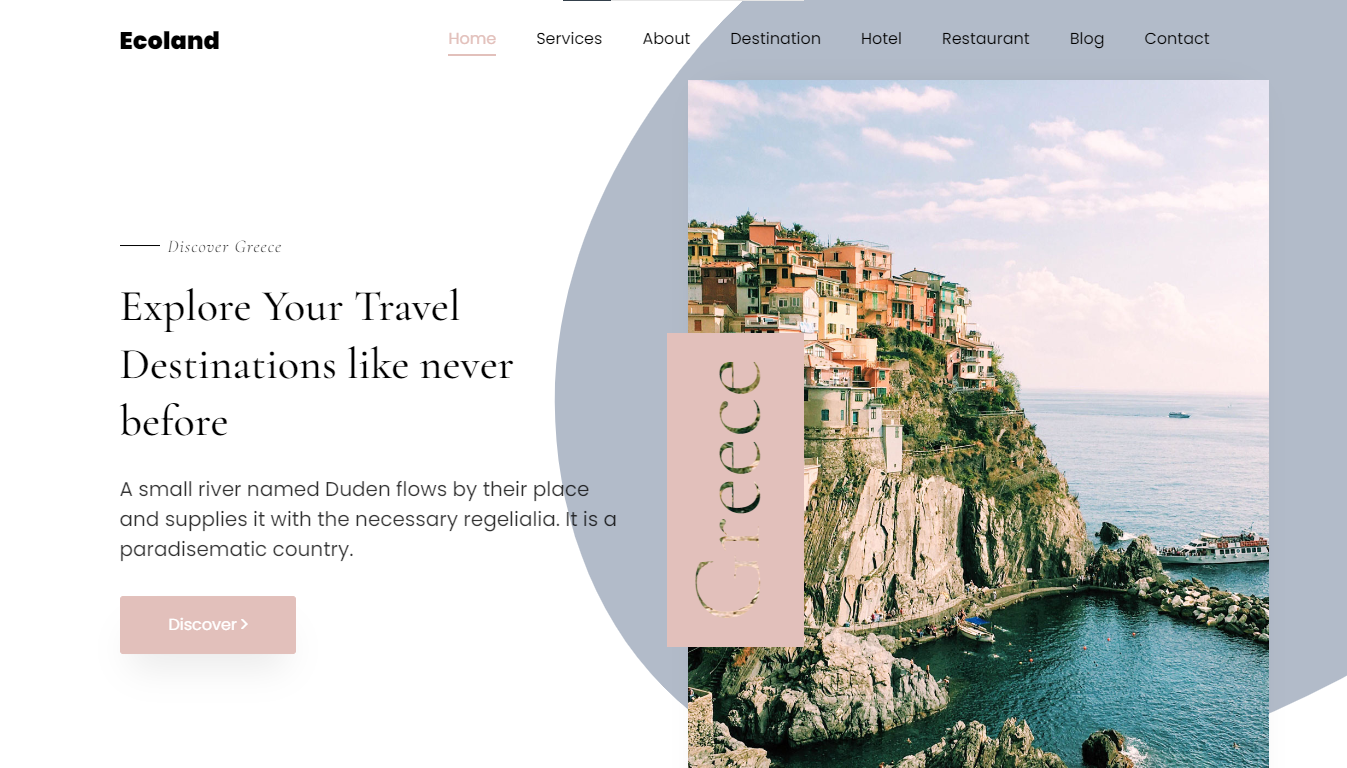 Ecoland
Home Services About Destination Hotel Restaurant Blog Contact
Discover Greece
Explore Your Travel
Destinations like never
before
A small river named Duden flows by their place
and supplies it with the necessary regelialia. It is a
paradisematic country.
Discover
Greece